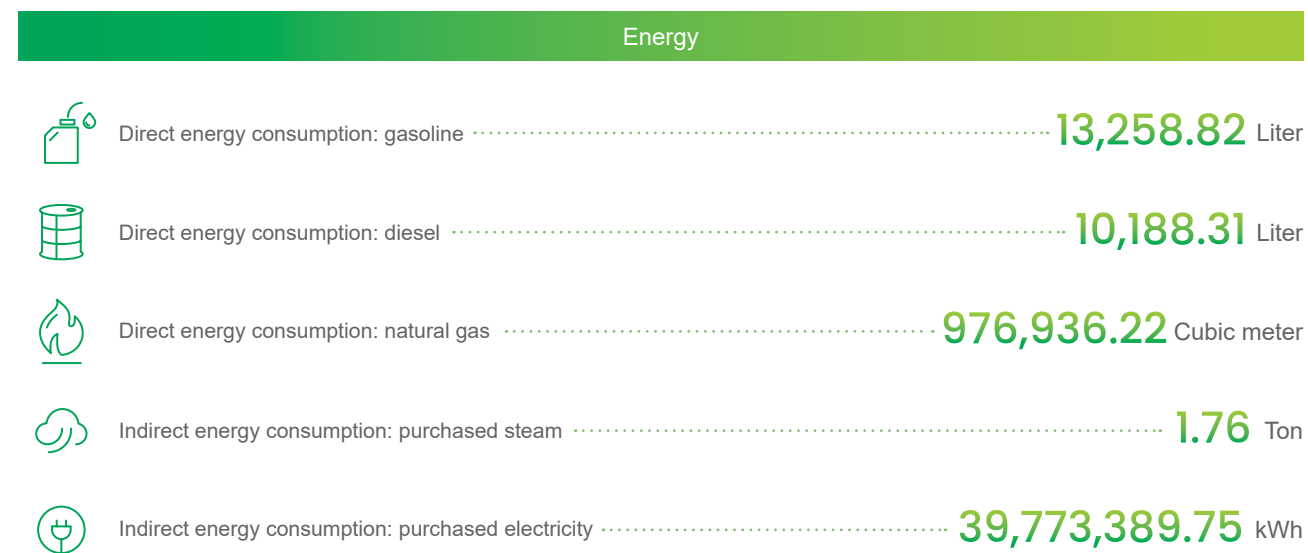 Energy
Direct energy consumption: gasoline 13,258.82 Liter
Direct energy consumption: diesel 10,188.31 Liter
Direct energy consumption: natural gas 976,936.22 Cubic meter
Indirect energy consumption: purchased steam 1.76 Ton
Indirect energy consumption: purchased electricity 39,773,389.75 kWh